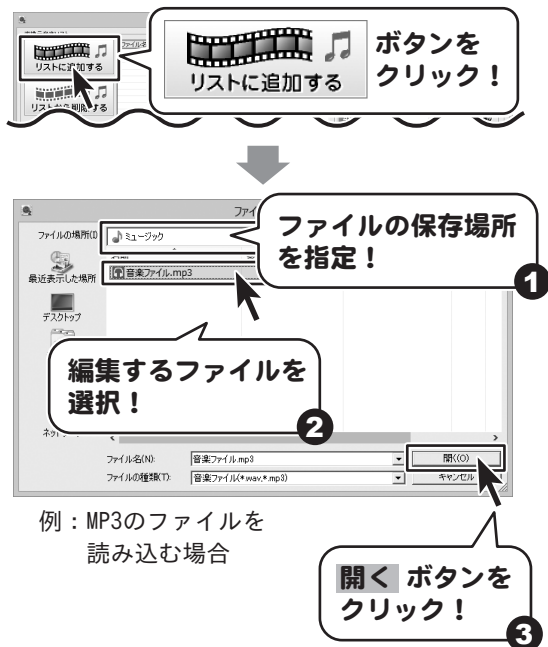 リストに追加する
リストに追加する
ボタンを
クリック！
ファイルの場所(I)
ミュージック
ファイルの保存場所
を指定！
1
最近表示した場所
音楽ファイル.mp3
デスクトップ
編集するファイルを
選択！
2
ファイル名(N):
音楽ファイル.mp3
開く(O)
ファイルの種類(T):
音楽ファイル(*.wav,*.mp3)
キャンセル
例：MP3のファイルを
読み込む場合
開く ボタンを
クリック！
3